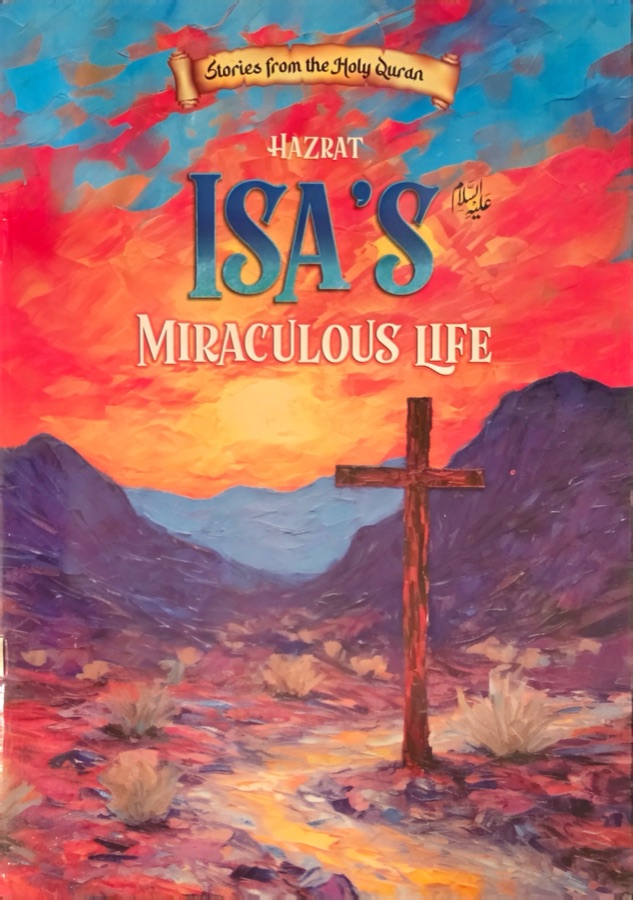 Stories from the Holy Quran
HAZRAT
ISA'S عليه السلام
MIRACULOUS LIFE